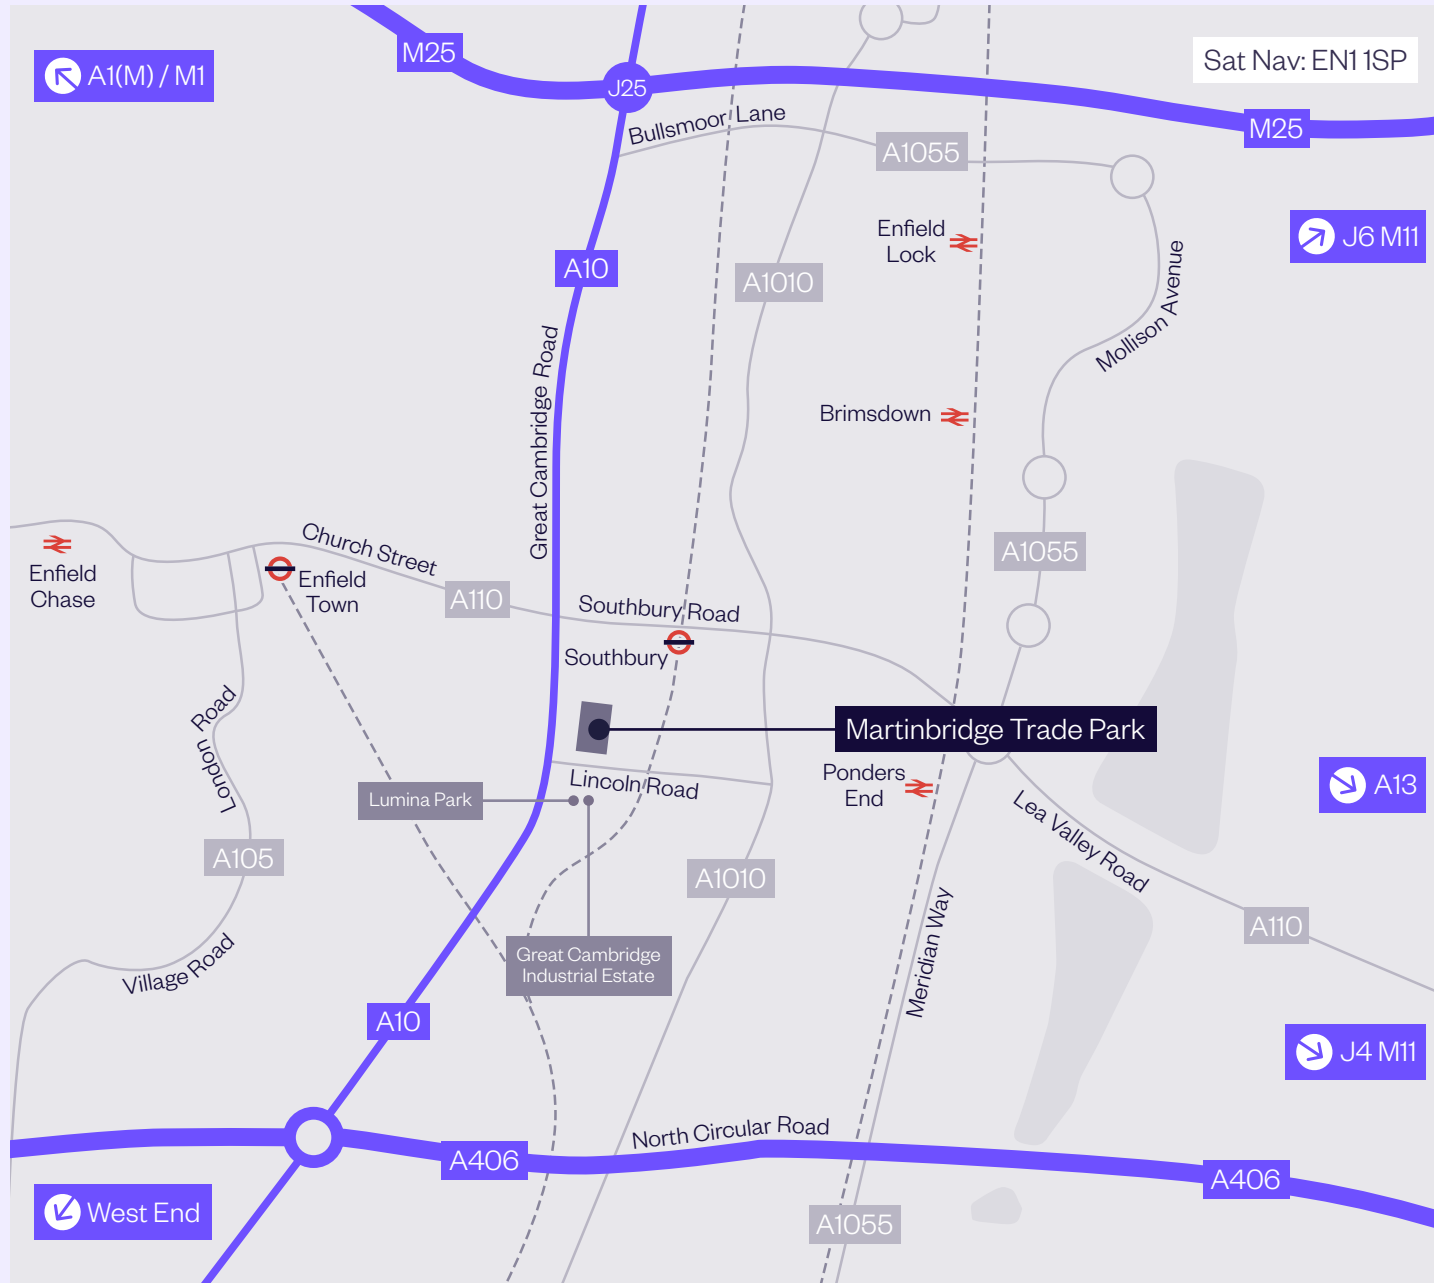 M25
A1(M) / M1
Sat Nav: EN1 1SP
J25
Bullsmoor Lane
M25
A1055
Enfield
Lock
J6 M11
A10
A1010
Mollison Avenue
Great Cambridge Road
Brimsdown
Church Street
A1055
Enfield
Chase
Enfield
Town
A110
Southbury Road
Southbury
London Road
Martinbridge Trade Park
Lincoln Road
Ponders
End
A13
Lumina Park
Lea Valley Road
A105
A1010
A110
Meridian Way
Village Road
Great Cambridge
Industrial Estate
A10
J4 M11
North Circular Road
A406
A406
West End
A1055